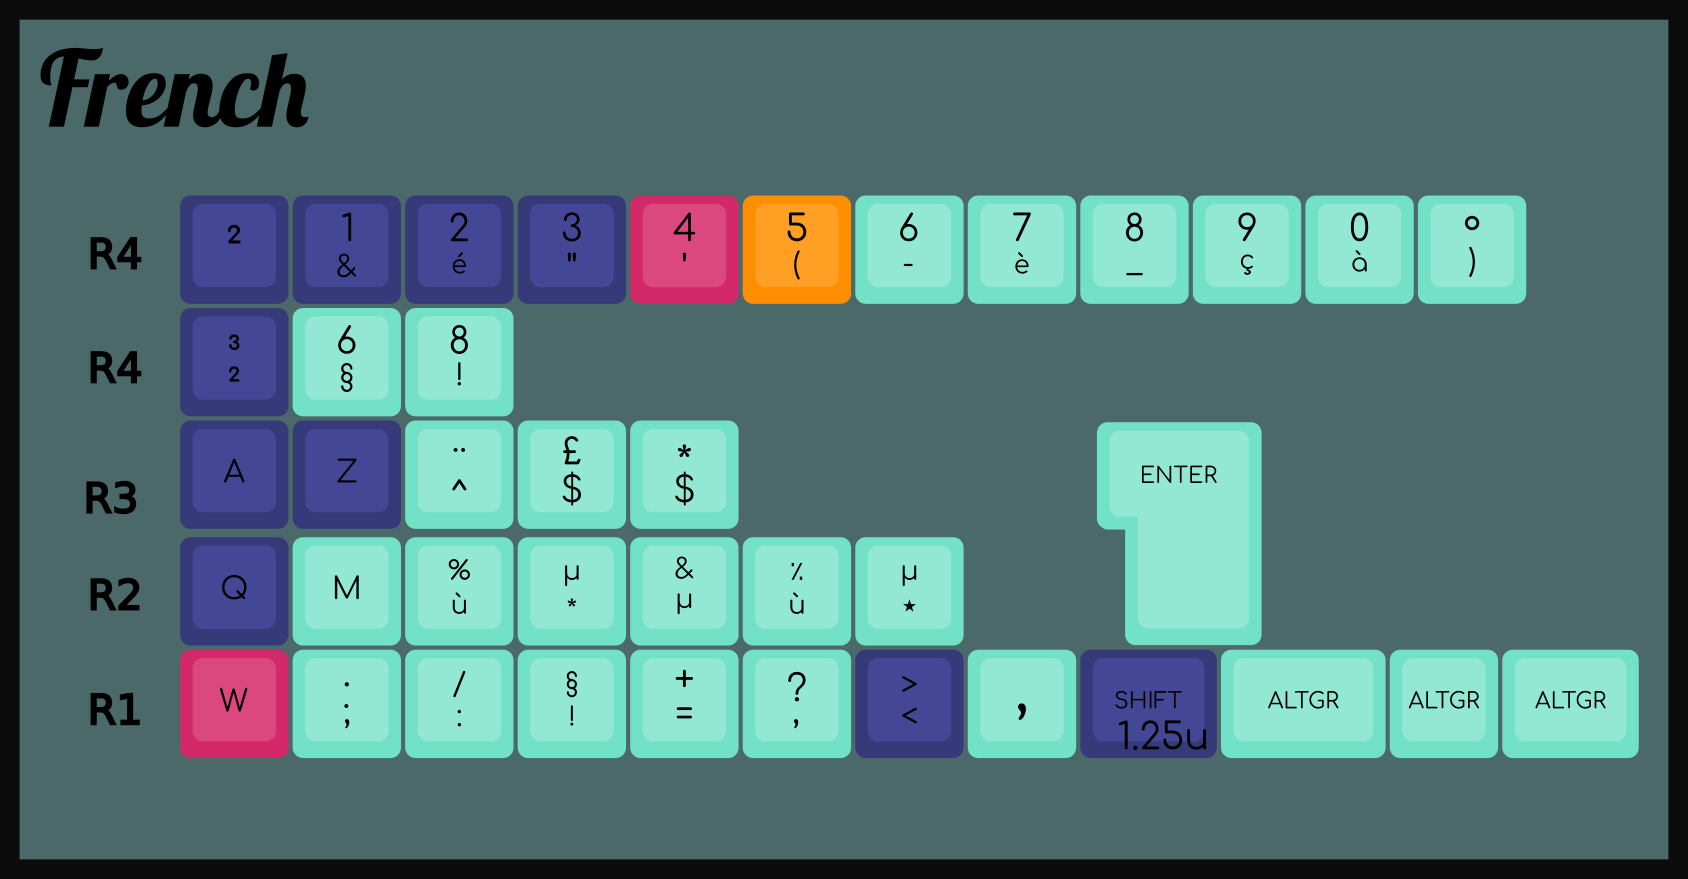 French
R4 ² 1 2 3 4 5 6 7 8 9 0 °
& é " ' ( - è _ ç à )
R4 3 6 8
2 § !
R3 A Z ¨ £ * ENTER
^ $ $
R2 Q M % µ & ٪ µ
ù * µ ù ★
R1 W . / § + ? > , SHIFT ALTGR ALTGR ALTGR
; : ! = , < 1.25u